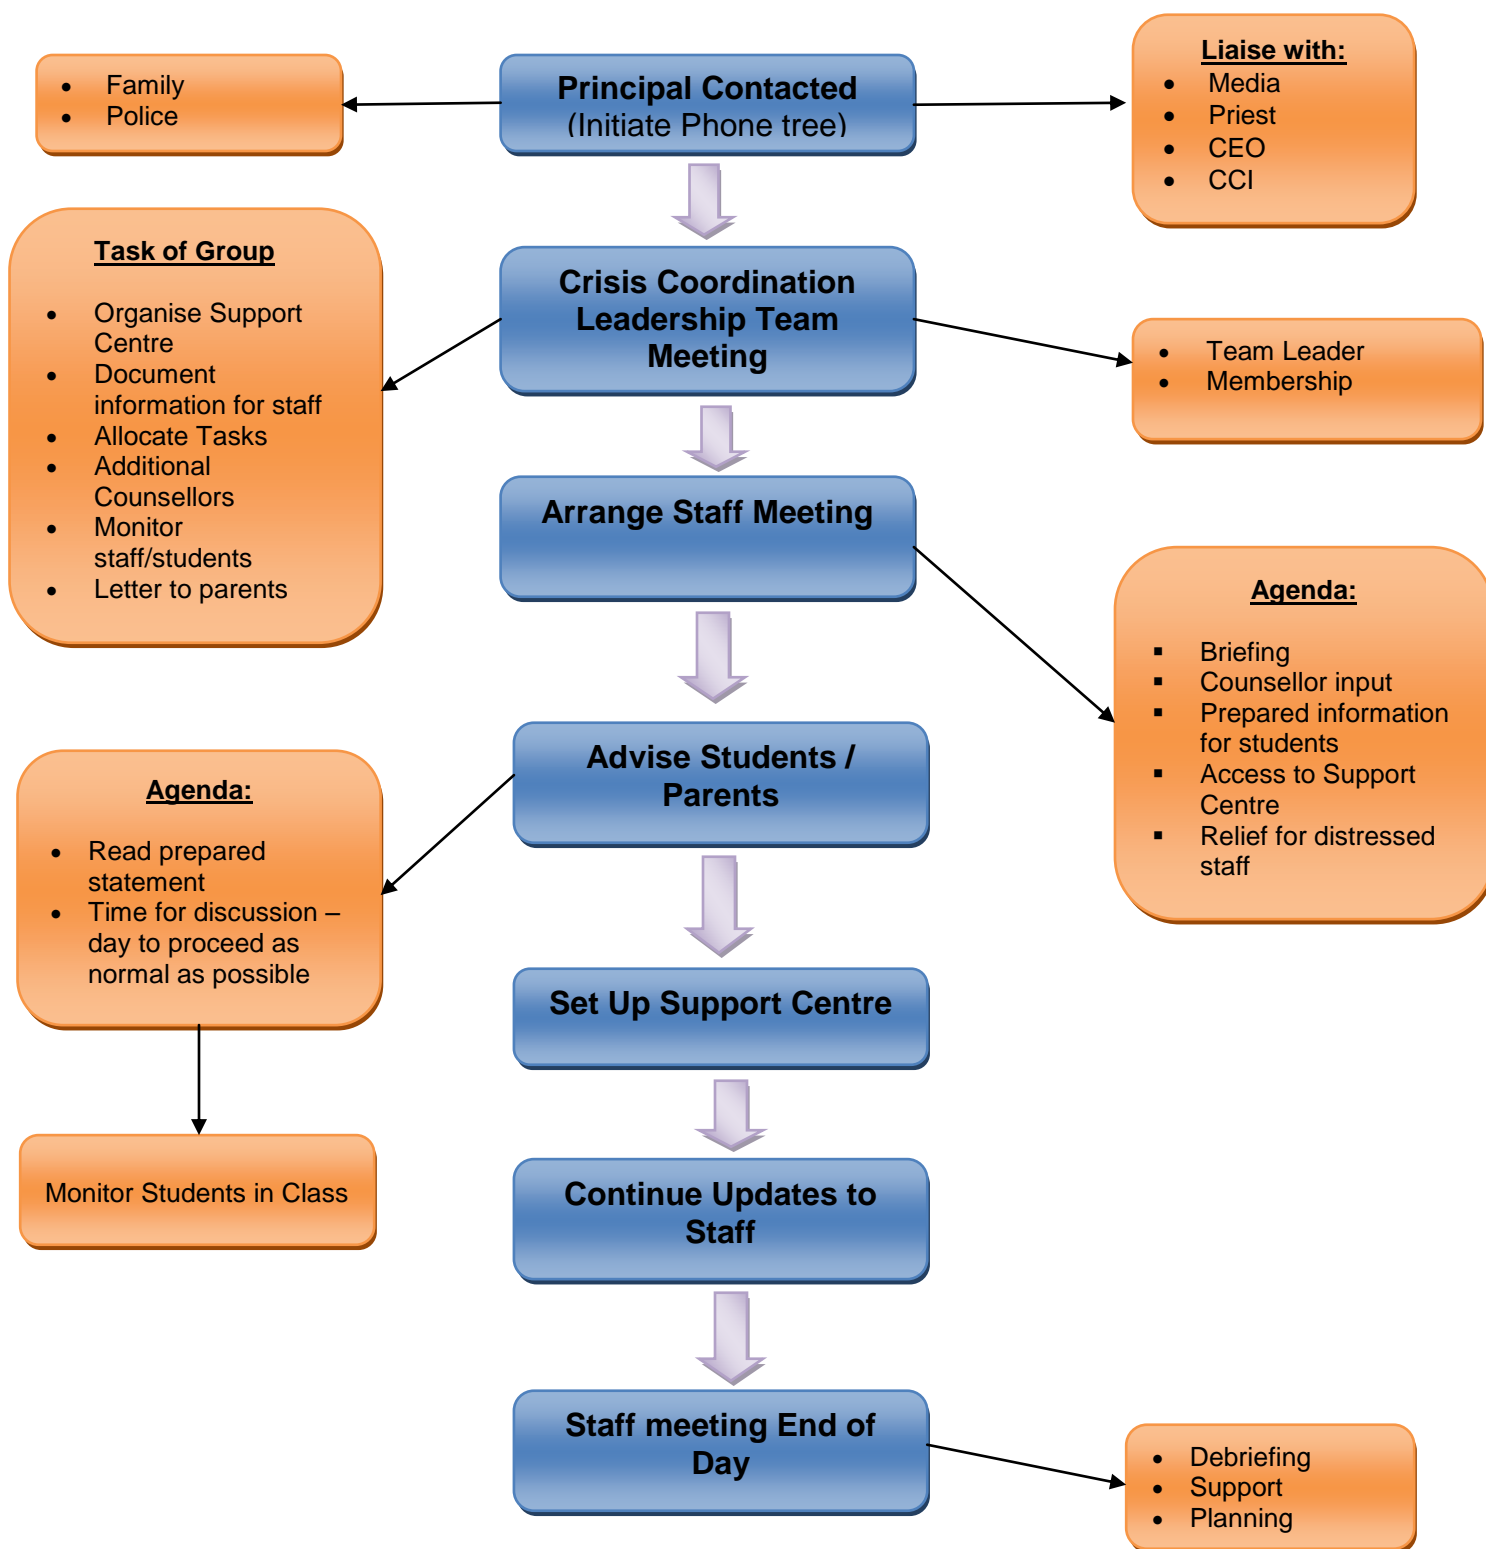 Family
Police
Principal Contacted
(Initiate Phone tree)
Liaise with:
Media
Priest
CEO
CCI
Task of Group
Organise Support
Centre
Document
information for staff
Allocate Tasks
Additional
Counsellors
Monitor
staff/students
Letter to parents
Crisis Coordination
Leadership Team
Meeting
Team Leader
Membership
Arrange Staff Meeting
Agenda:
Briefing
Counsellor input
Prepared information
for students
Access to Support
Centre
Relief for distressed
staff
Advise Students /
Parents
Agenda:
Read prepared
statement
Time for discussion –
day to proceed as
normal as possible
Set Up Support Centre
Monitor Students in Class
Continue Updates to
Staff
Staff meeting End of
Day
Debriefing
Support
Planning